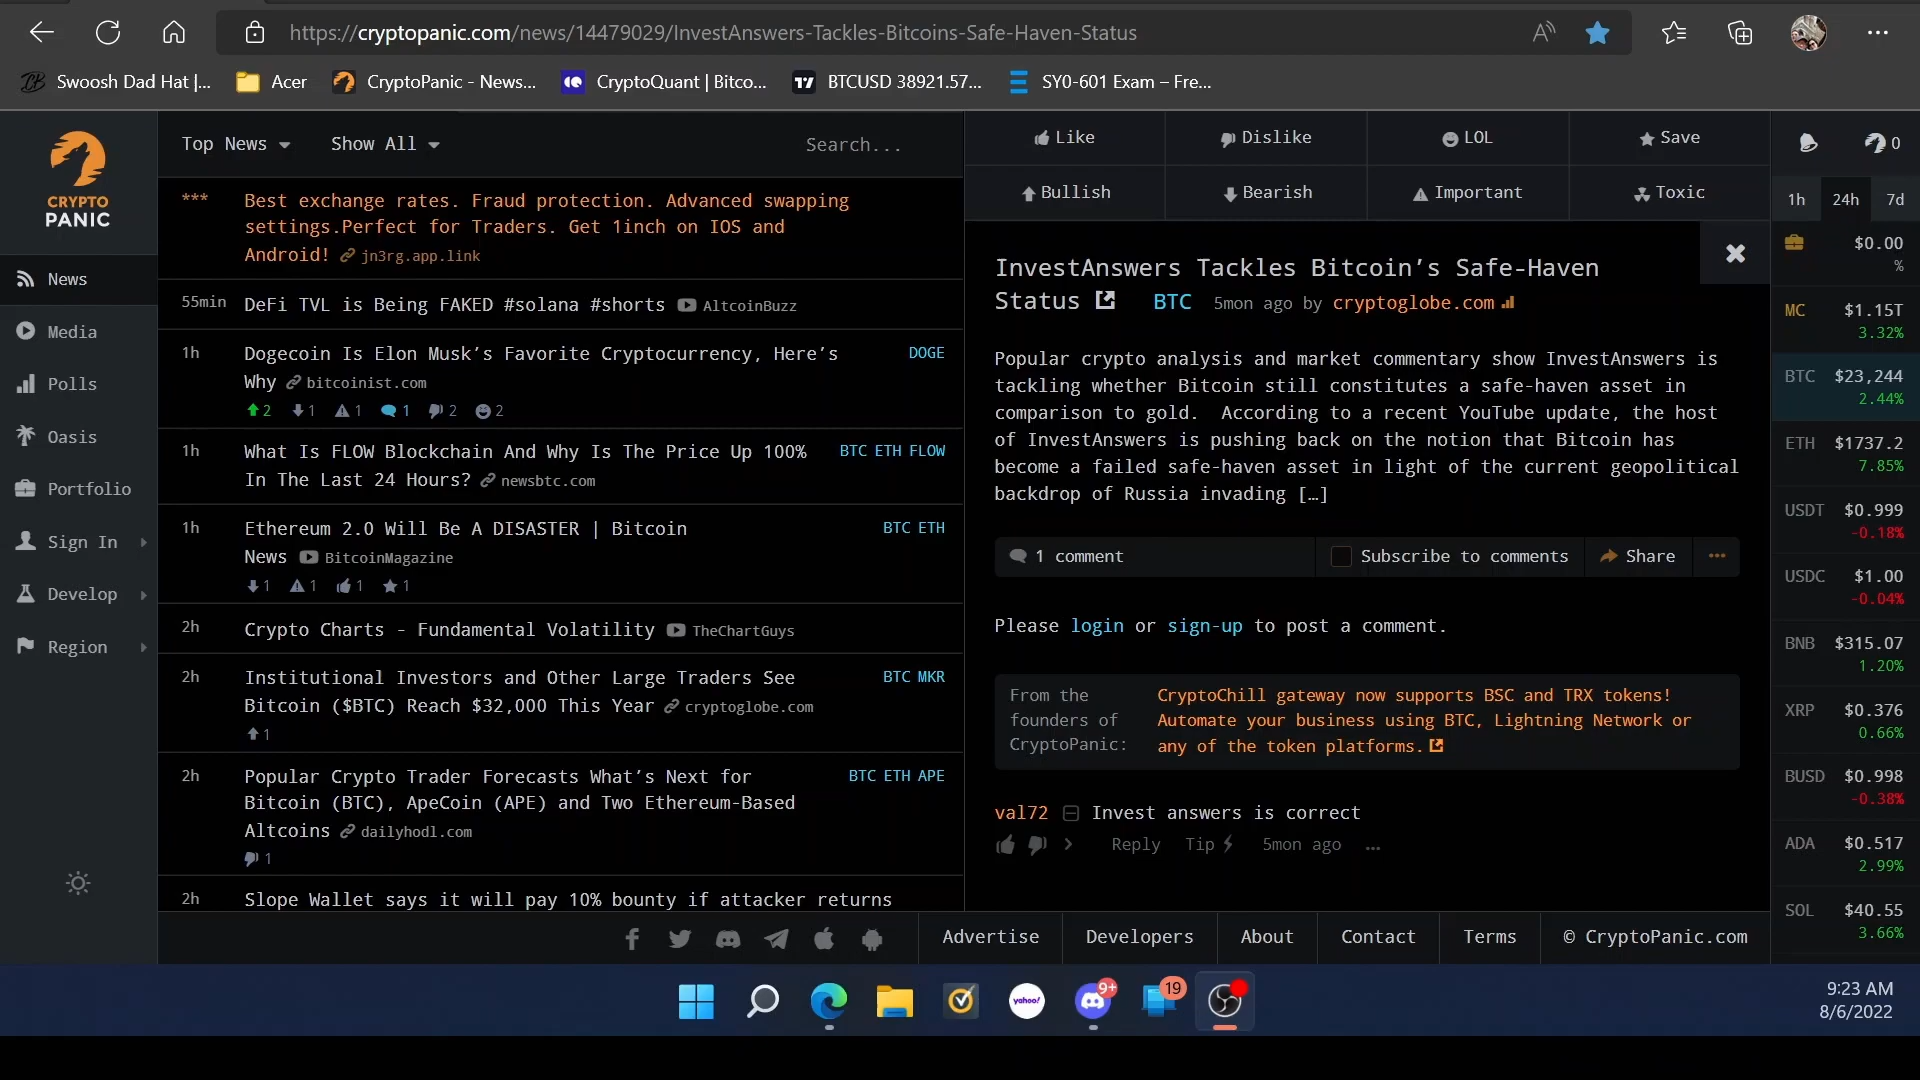 https://cryptopanic.com/news/14479029/InvestAnswers-Tackles-Bitcoins-Safe-Haven-Status
Swoosh Dad Hat |...
Acer
CryptoPanic - News...
CryptoQuant | Bitco...
BTCUSD 38921.57...
SY0-601 Exam – Fre...
CRYPTO
PANIC
News
Media
Polls
Oasis
Portfolio
Sign In
Develop
Region
Top News
Show All
Search...
***
Best exchange rates. Fraud protection. Advanced swapping
settings.Perfect for Traders. Get 1inch on IOS and
Android! jn3rg.app.link
55min DeFi TVL is Being FAKED #solana #shorts AltcoinBuzz
1h Dogecoin Is Elon Musk's Favorite Cryptocurrency, Here's DOGE
Why bitcoinist.com
2 1 1 1 2 2
1h What Is FLOW Blockchain And Why Is The Price Up 100% BTC ETH FLOW
In The Last 24 Hours? newsbtc.com
1h Ethereum 2.0 Will Be A DISASTER | Bitcoin BTC ETH
News BitcoinMagazine
1 1 1 1
2h Crypto Charts - Fundamental Volatility TheChartGuys
2h Institutional Investors and Other Large Traders See BTC MKR
Bitcoin ($BTC) Reach $32,000 This Year cryptoglobe.com
1
2h Popular Crypto Trader Forecasts What's Next for BTC ETH APE
Bitcoin (BTC), ApeCoin (APE) and Two Ethereum-Based
Altcoins dailyhodl.com
1
2h Slope Wallet says it will pay 10% bounty if attacker returns
Like Dislike LOL Save
Bullish Bearish Important Toxic
InvestAnswers Tackles Bitcoin's Safe-Haven
Status BTC 5mon ago by cryptoglobe.com
Popular crypto analysis and market commentary show InvestAnswers is
tackling whether Bitcoin still constitutes a safe-haven asset in
comparison to gold. According to a recent YouTube update, the host
of InvestAnswers is pushing back on the notion that Bitcoin has
become a failed safe-haven asset in light of the current geopolitical
backdrop of Russia invading […]
1 comment Subscribe to comments Share
Please login or sign-up to post a comment.
From the
founders of
CryptoPanic:
CryptoChill gateway now supports BSC and TRX tokens!
Automate your business using BTC, Lightning Network or
any of the token platforms.
val72 Invest answers is correct
Reply Tip 5mon ago ...
0
1h 24h 7d
$0.00
%
MC $1.15T
3.32%
BTC $23,244
2.44%
ETH $1737.2
7.85%
USDT $0.999
-0.18%
USDC $1.00
-0.04%
BNB $315.07
1.20%
XRP $0.376
0.66%
BUSD $0.998
-0.38%
ADA $0.517
2.99%
SOL $40.55
3.66%
Advertise Developers About Contact Terms © CryptoPanic.com
yahoo!
9+
19
9:23 AM
8/6/2022